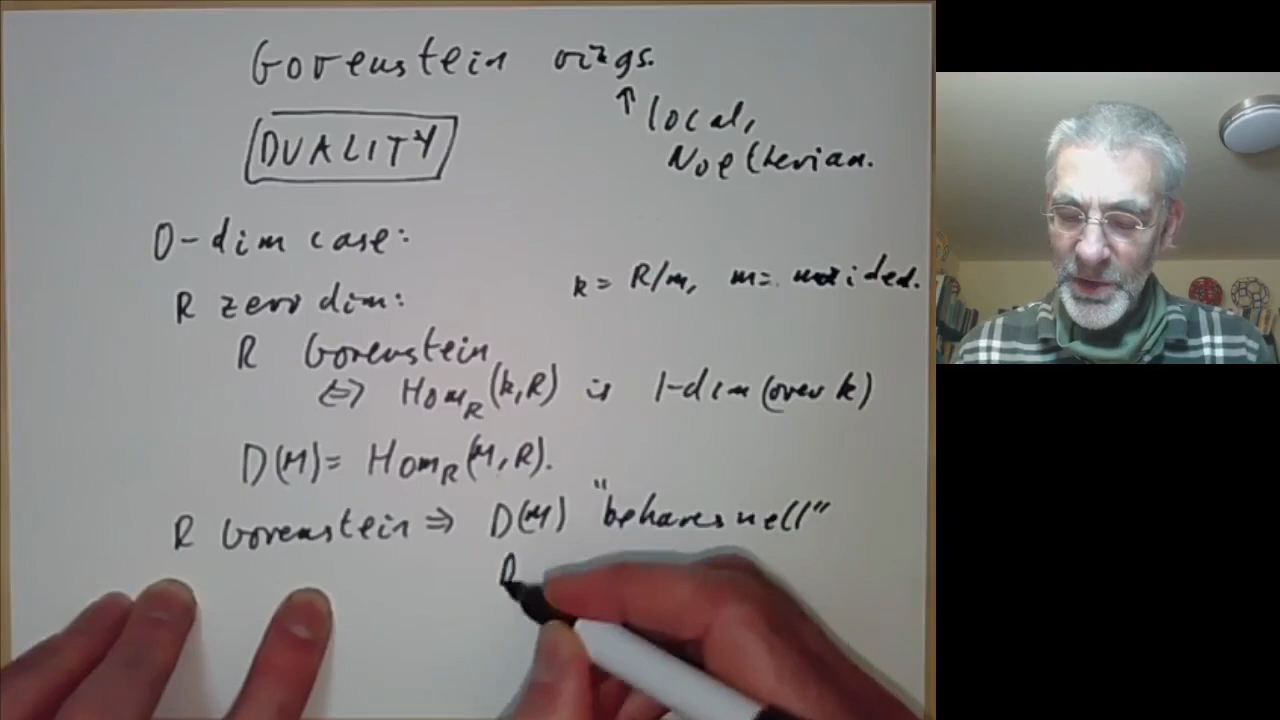 Gorenstein rings.
↑ local,
Noetherian.
DUALITY
0-dim case:
k = R/m, m = max ideal.
R zero dim:
R Gorenstein
⇔ Hom_R(k,R) is 1-dim (over k)
D(M) = Hom_R(M,R).
R Gorenstein ⇒ D(M) "behaves well"